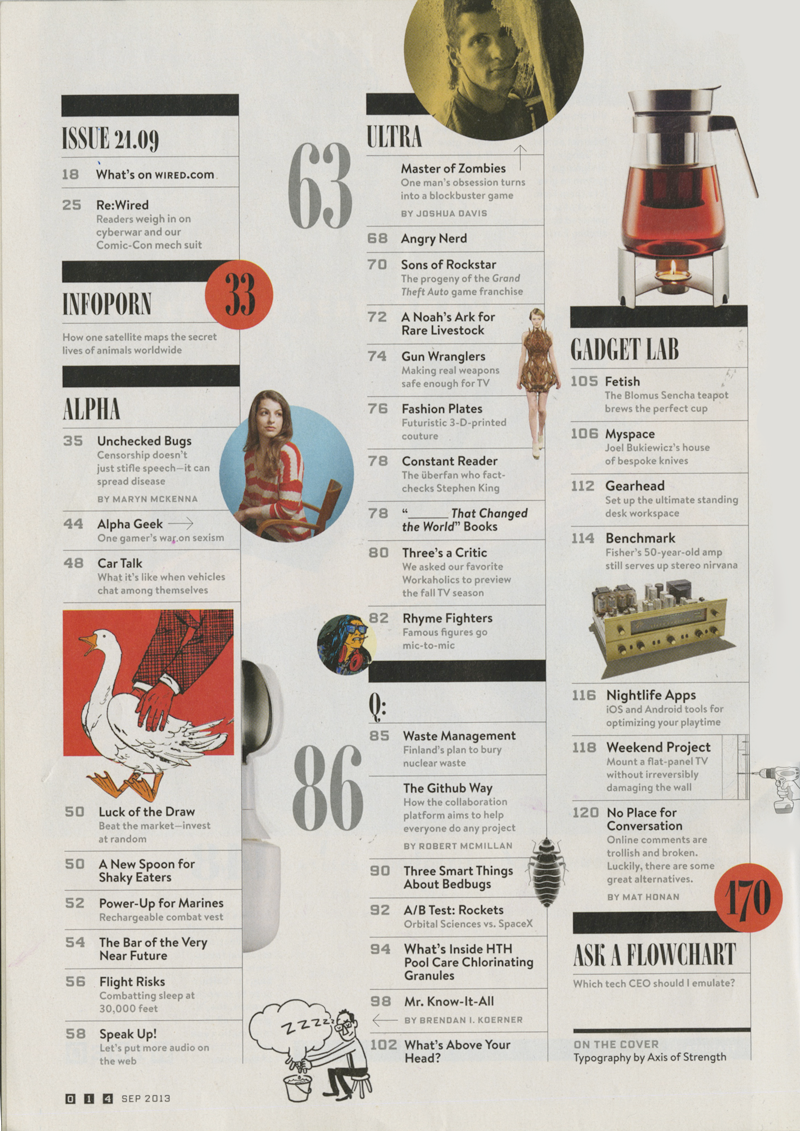 ISSUE 21.09
18 What's on WIRED.com
25 Re:Wired
Readers weigh in on
cyberwar and our
Comic-Con mech suit
INFOPORN
33
How one satellite maps the secret
lives of animals worldwide
ALPHA
35 Unchecked Bugs
Censorship doesn't
just stifle speech—it can
spread disease
BY MARYN MCKENNA
44 Alpha Geek
One gamer's war on sexism
48 Car Talk
What it's like when vehicles
chat among themselves
50 Luck of the Draw
Beat the market—invest
at random
50 A New Spoon for
Shaky Eaters
52 Power-Up for Marines
Rechargeable combat vest
54 The Bar of the Very
Near Future
56 Flight Risks
Combatting sleep at
30,000 feet
58 Speak Up!
Let's put more audio on
the web
ULTRA
63 Master of Zombies
One man's obsession turns
into a blockbuster game
BY JOSHUA DAVIS
68 Angry Nerd
70 Sons of Rockstar
The progeny of the Grand
Theft Auto game franchise
72 A Noah's Ark for
Rare Livestock
74 Gun Wranglers
Making real weapons
safe enough for TV
76 Fashion Plates
Futuristic 3-D-printed
couture
78 Constant Reader
The überfan who fact-
checks Stephen King
78 "______ That Changed
the World" Books
80 Three's a Critic
We asked our favorite
Workaholics to preview
the fall TV season
82 Rhyme Fighters
Famous figures go
mic-to-mic
Q:
85 Waste Management
Finland's plan to bury
nuclear waste
86 The Github Way
How the collaboration
platform aims to help
everyone do any project
BY ROBERT MCMILLAN
90 Three Smart Things
About Bedbugs
92 A/B Test: Rockets
Orbital Sciences vs. SpaceX
94 What's Inside HTH
Pool Care Chlorinating
Granules
98 Mr. Know-It-All
BY BRENDAN I. KOERNER
ZZZZZ
102 What's Above Your
Head?
GADGET LAB
105 Fetish
The Blomus Sencha teapot
brews the perfect cup
106 Myspace
Joel Bukiewicz's house
of bespoke knives
112 Gearhead
Set up the ultimate standing
desk workspace
114 Benchmark
Fisher's 50-year-old amp
still serves up stereo nirvana
116 Nightlife Apps
iOS and Android tools for
optimizing your playtime
118 Weekend Project
Mount a flat-panel TV
without irreversibly
damaging the wall
120 No Place for
Conversation
Online comments are
trollish and broken.
Luckily, there are some
great alternatives.
BY MAT HONAN
170
ASK A FLOWCHART
Which tech CEO should I emulate?
ON THE COVER
Typography by Axis of Strength
0 1 4 SEP 2013